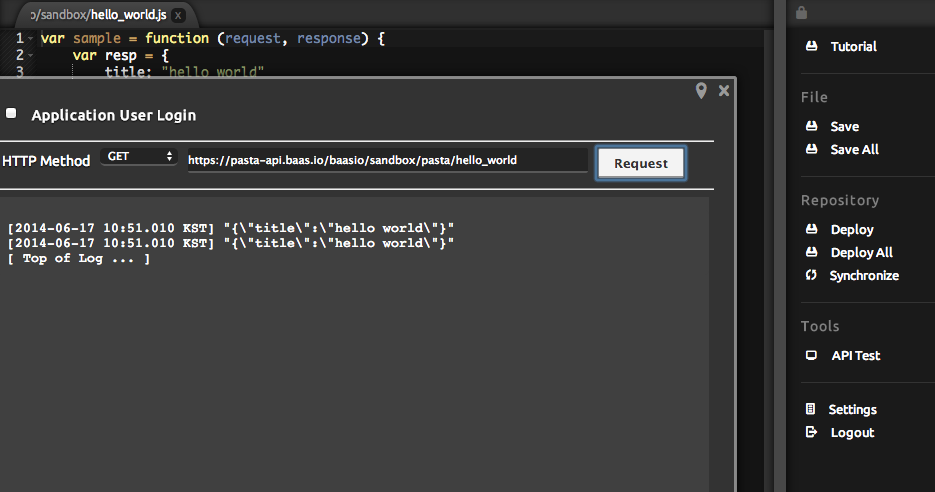 o/sandbox/hello_world.js x
1 var sample = function (request, response) {
2 var resp = {
3 title: "hello world"
Application User Login
HTTP Method GET https://pasta-api.baas.io/baasio/sandbox/pasta/hello_world Request
[2014-06-17 10:51.010 KST] "{\"title\":\"hello world\"}"
[2014-06-17 10:51.010 KST] "{\"title\":\"hello world\"}"
[ Top of Log ... ]
Tutorial
File
Save
Save All
Repository
Deploy
Deploy All
Synchronize
Tools
API Test
Settings
Logout